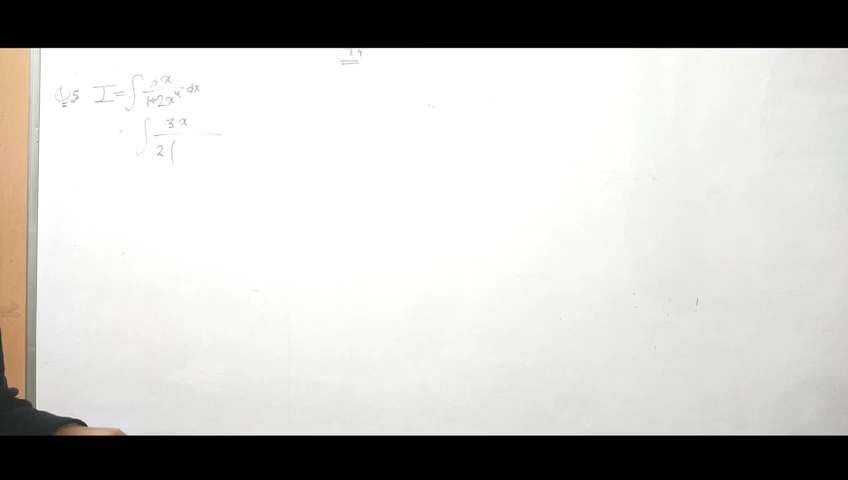 Q5 I = ∫ 3x/(1+2x⁴) dx
= ∫ 3x/2(